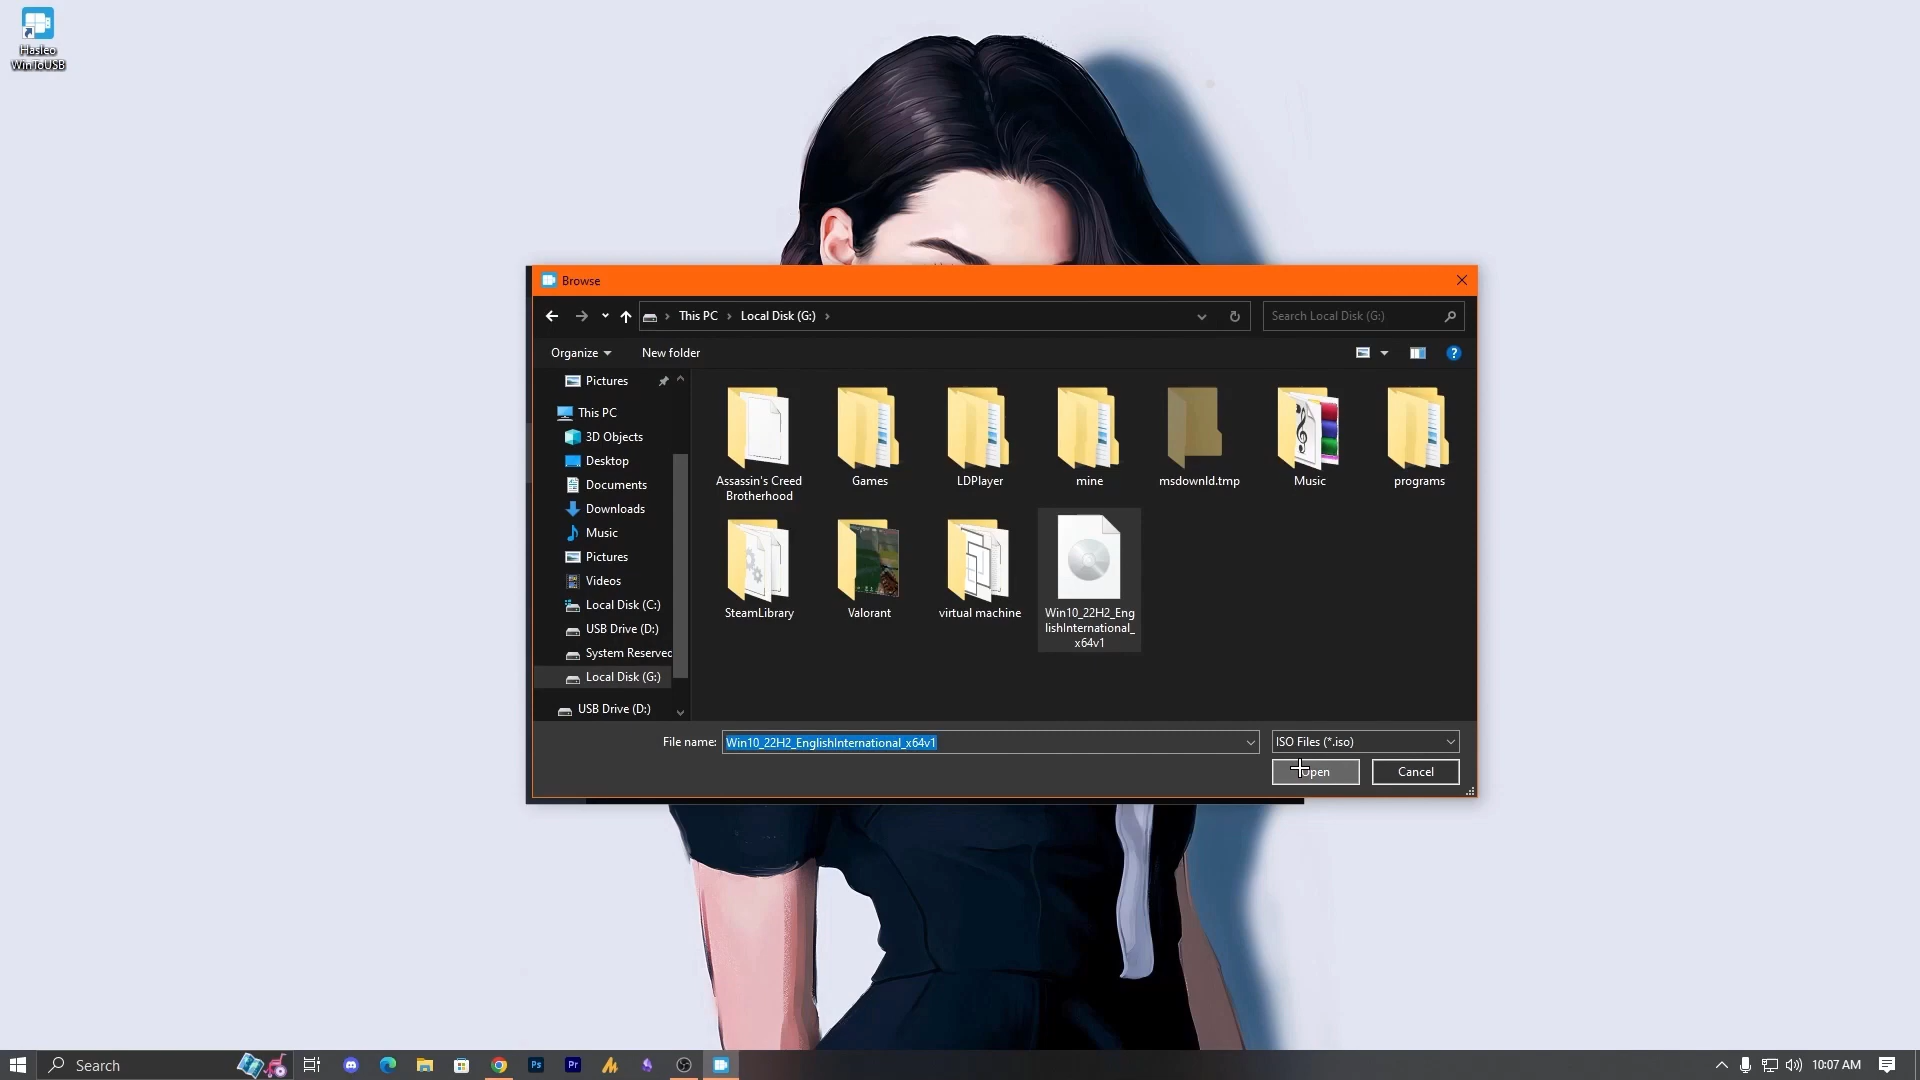 Hasleo
WinToUSB
Browse
This PC
Local Disk (G:)
Search Local Disk (G:)
Organize
New folder
Pictures
This PC
3D Objects
Desktop
Documents
Downloads
Music
Pictures
Videos
Local Disk (C:)
USB Drive (D:)
System Reserved
Local Disk (G:)
USB Drive (D:)
Assassin's Creed
Brotherhood
Games
LDPlayer
mine
msdownld.tmp
Music
programs
SteamLibrary
Valorant
virtual machine
Win10_22H2_Eng
lishInternational_
x64v1
File name:
Win10_22H2_EnglishInternational_x64v1
ISO Files (*.iso)
Open
Cancel
Search
Ps
Pr
10:07 AM